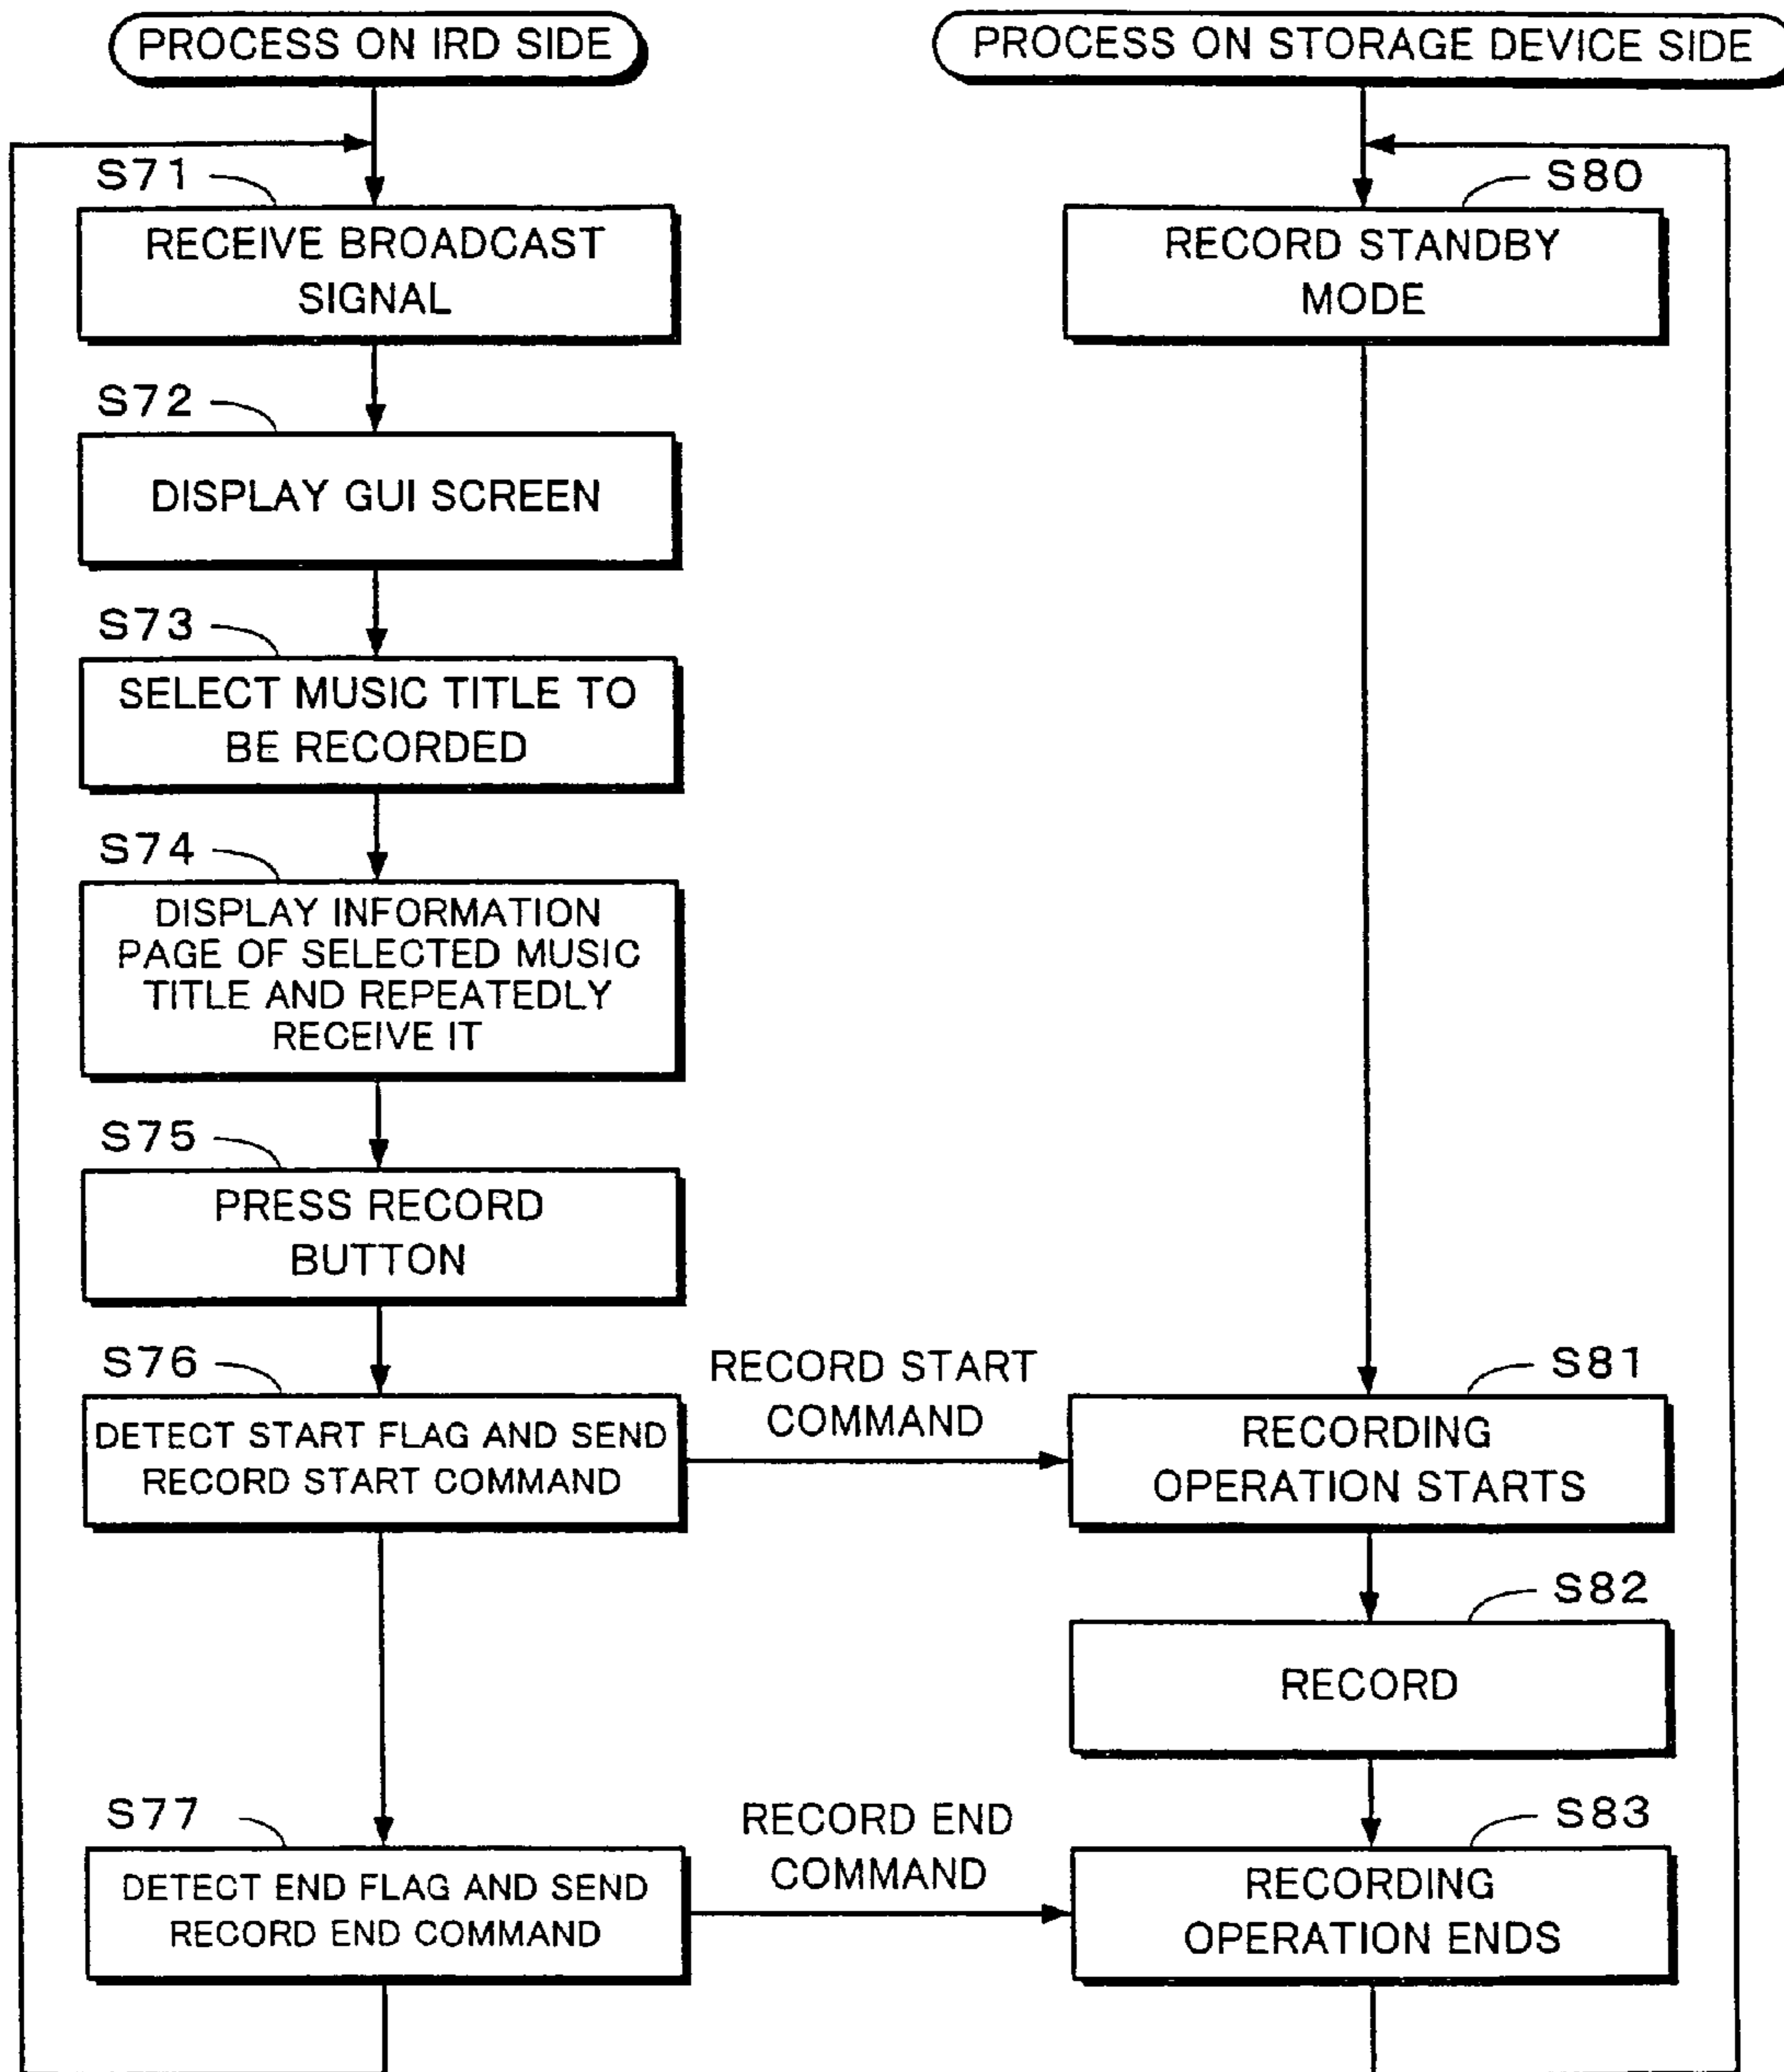 PROCESS ON IRD SIDE
PROCESS ON STORAGE DEVICE SIDE
S71
RECEIVE BROADCAST
SIGNAL
S80
RECORD STANDBY
MODE
S72
DISPLAY GUI SCREEN
S73
SELECT MUSIC TITLE TO
BE RECORDED
S74
DISPLAY INFORMATION
PAGE OF SELECTED MUSIC
TITLE AND REPEATEDLY
RECEIVE IT
S75
PRESS RECORD
BUTTON
S76
DETECT START FLAG AND SEND
RECORD START COMMAND
RECORD START
COMMAND
S81
RECORDING
OPERATION STARTS
S82
RECORD
S77
DETECT END FLAG AND SEND
RECORD END COMMAND
RECORD END
COMMAND
S83
RECORDING
OPERATION ENDS